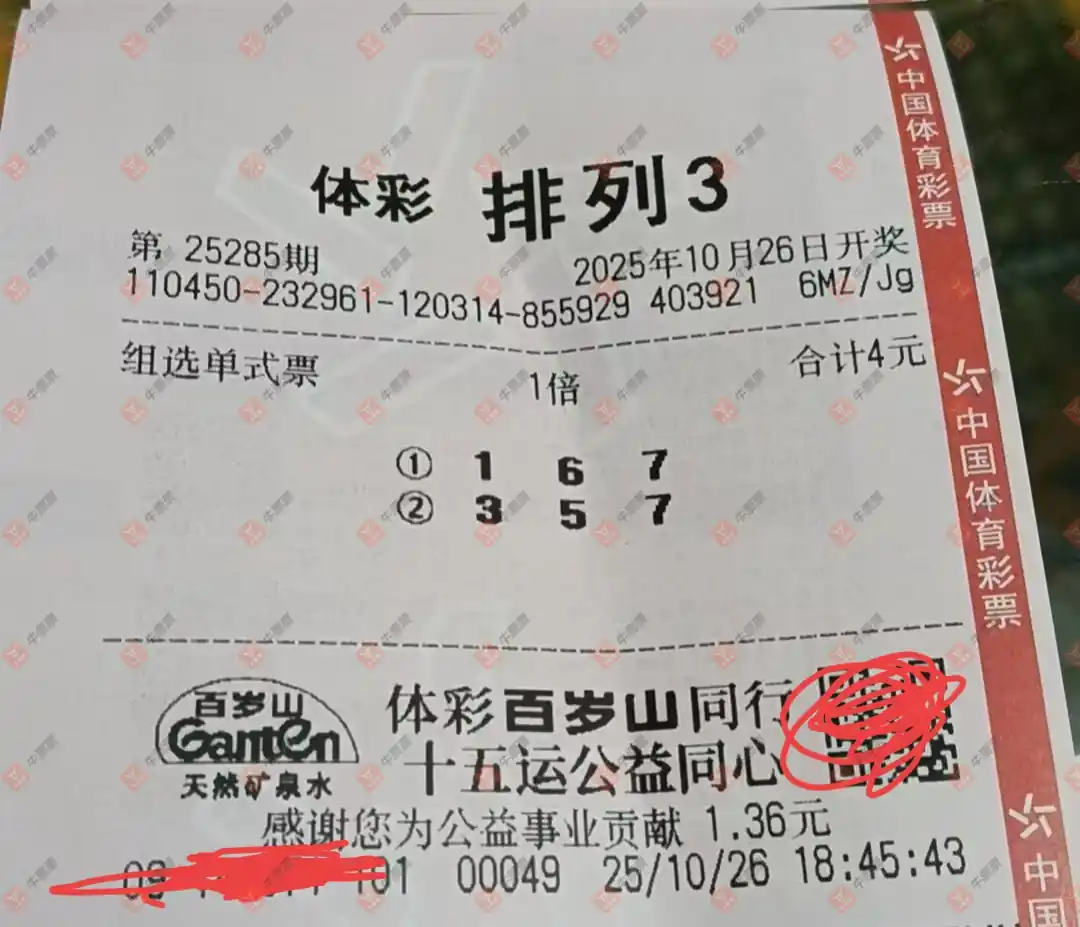 体彩 排列3
第 25285期 2025年10月26日开奖
110450-232961-120314-855929 403921 6MZ/Jg
组选单式票 1倍 合计4元
① 1 6 7
② 3 5 7
百岁山
Ganten
天然矿泉水
体彩百岁山同行
十五运公益同心
感谢您为公益事业贡献 1.36元
101 00049 25/10/26 18:45:43
中国体育彩票
中国体育彩票
中国